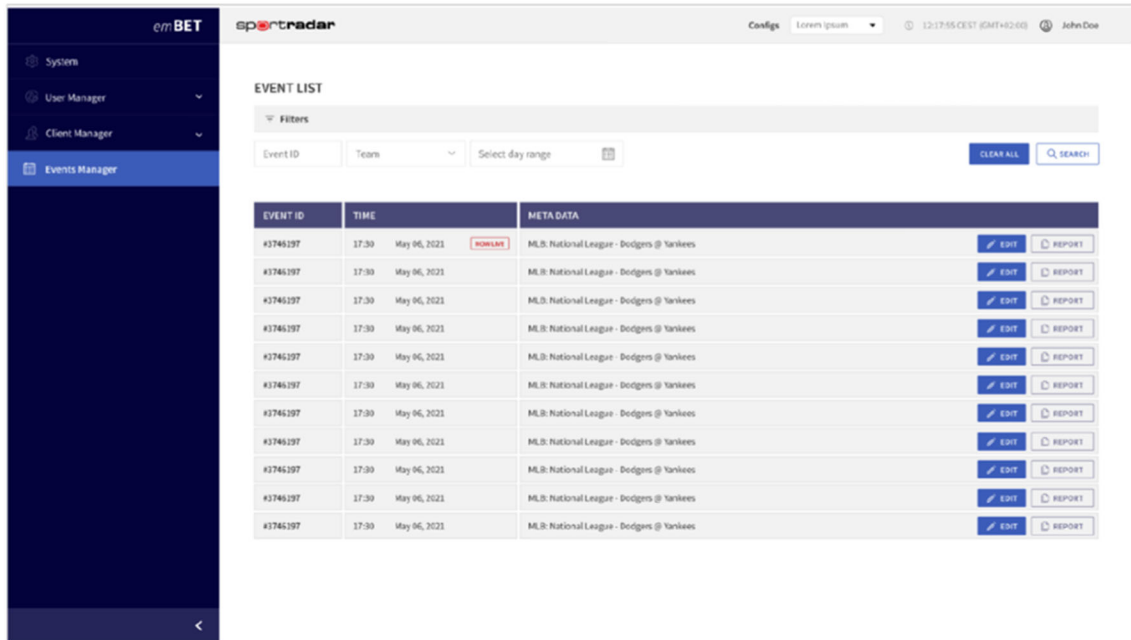 emBET
sportradar
Configs Lorem Ipsum 12:17:55 CEST (GMT+02:00) John Doe
System
User Manager
Client Manager
Events Manager
EVENT LIST
Filters
Event ID Team Select day range CLEAR ALL SEARCH
EVENT ID TIME META DATA
#3746197 17:30 May 06, 2021 NOW LIVE MLB: National League - Dodgers @ Yankees EDIT REPORT
#3746197 17:30 May 06, 2021 MLB: National League - Dodgers @ Yankees EDIT REPORT
#3746197 17:30 May 06, 2021 MLB: National League - Dodgers @ Yankees EDIT REPORT
#3746197 17:30 May 06, 2021 MLB: National League - Dodgers @ Yankees EDIT REPORT
#3746197 17:30 May 06, 2021 MLB: National League - Dodgers @ Yankees EDIT REPORT
#3746197 17:30 May 06, 2021 MLB: National League - Dodgers @ Yankees EDIT REPORT
#3746197 17:30 May 06, 2021 MLB: National League - Dodgers @ Yankees EDIT REPORT
#3746197 17:30 May 06, 2021 MLB: National League - Dodgers @ Yankees EDIT REPORT
#3746197 17:30 May 06, 2021 MLB: National League - Dodgers @ Yankees EDIT REPORT
#3746197 17:30 May 06, 2021 MLB: National League - Dodgers @ Yankees EDIT REPORT
#3746197 17:30 May 06, 2021 MLB: National League - Dodgers @ Yankees EDIT REPORT